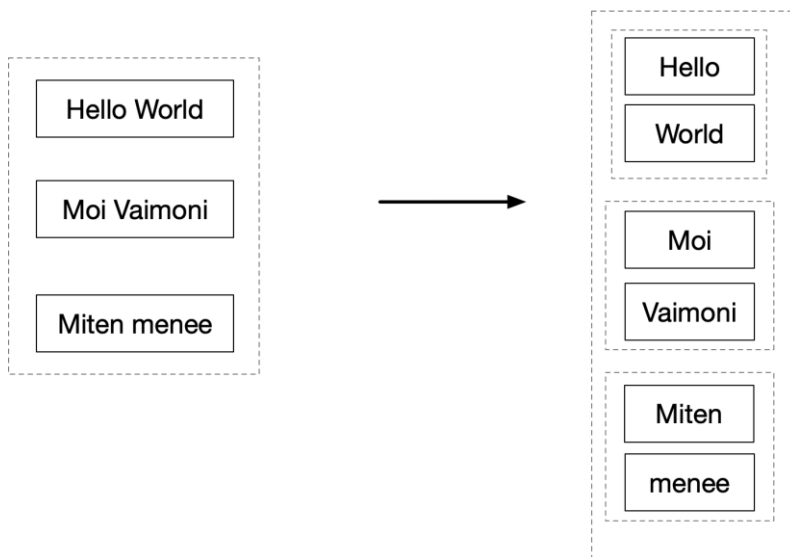 Hello World
Moi Vaimoni
Miten menee
Hello
World
Moi
Vaimoni
Miten
menee